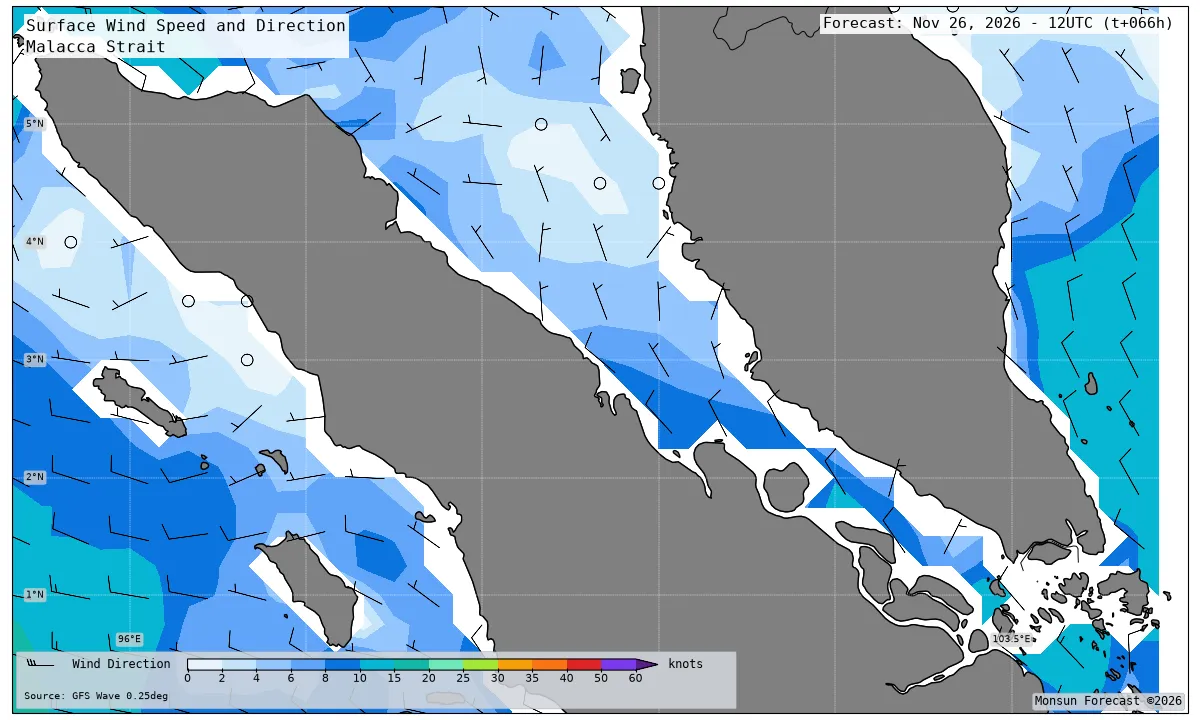 Surface Wind Speed and Direction
Malacca Strait
Forecast: Nov 26, 2026 - 12UTC (t+066h)
5°N
4°N
3°N
2°N
1°N
96°E
103.5°E
Wind Direction
knots
0 2 4 6 8 10 15 20 25 30 35 40 50 60
Source: GFS Wave 0.25deg
Monsun Forecast ©2026